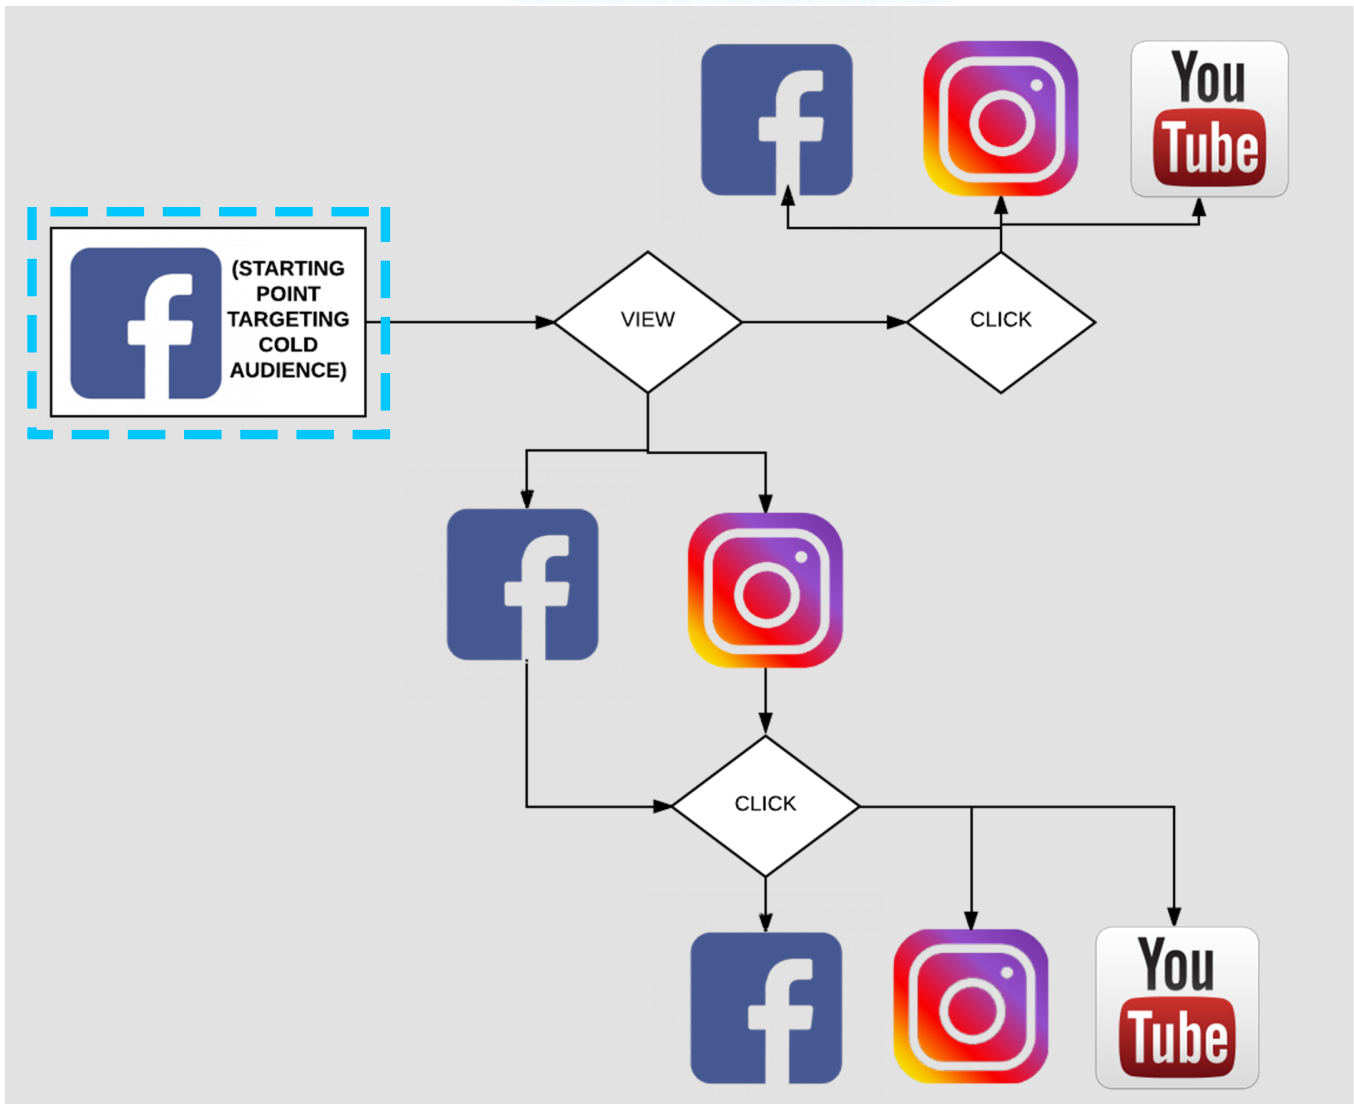 You
Tube
(STARTING
POINT
TARGETING
COLD
AUDIENCE)
VIEW
CLICK
CLICK
You
Tube